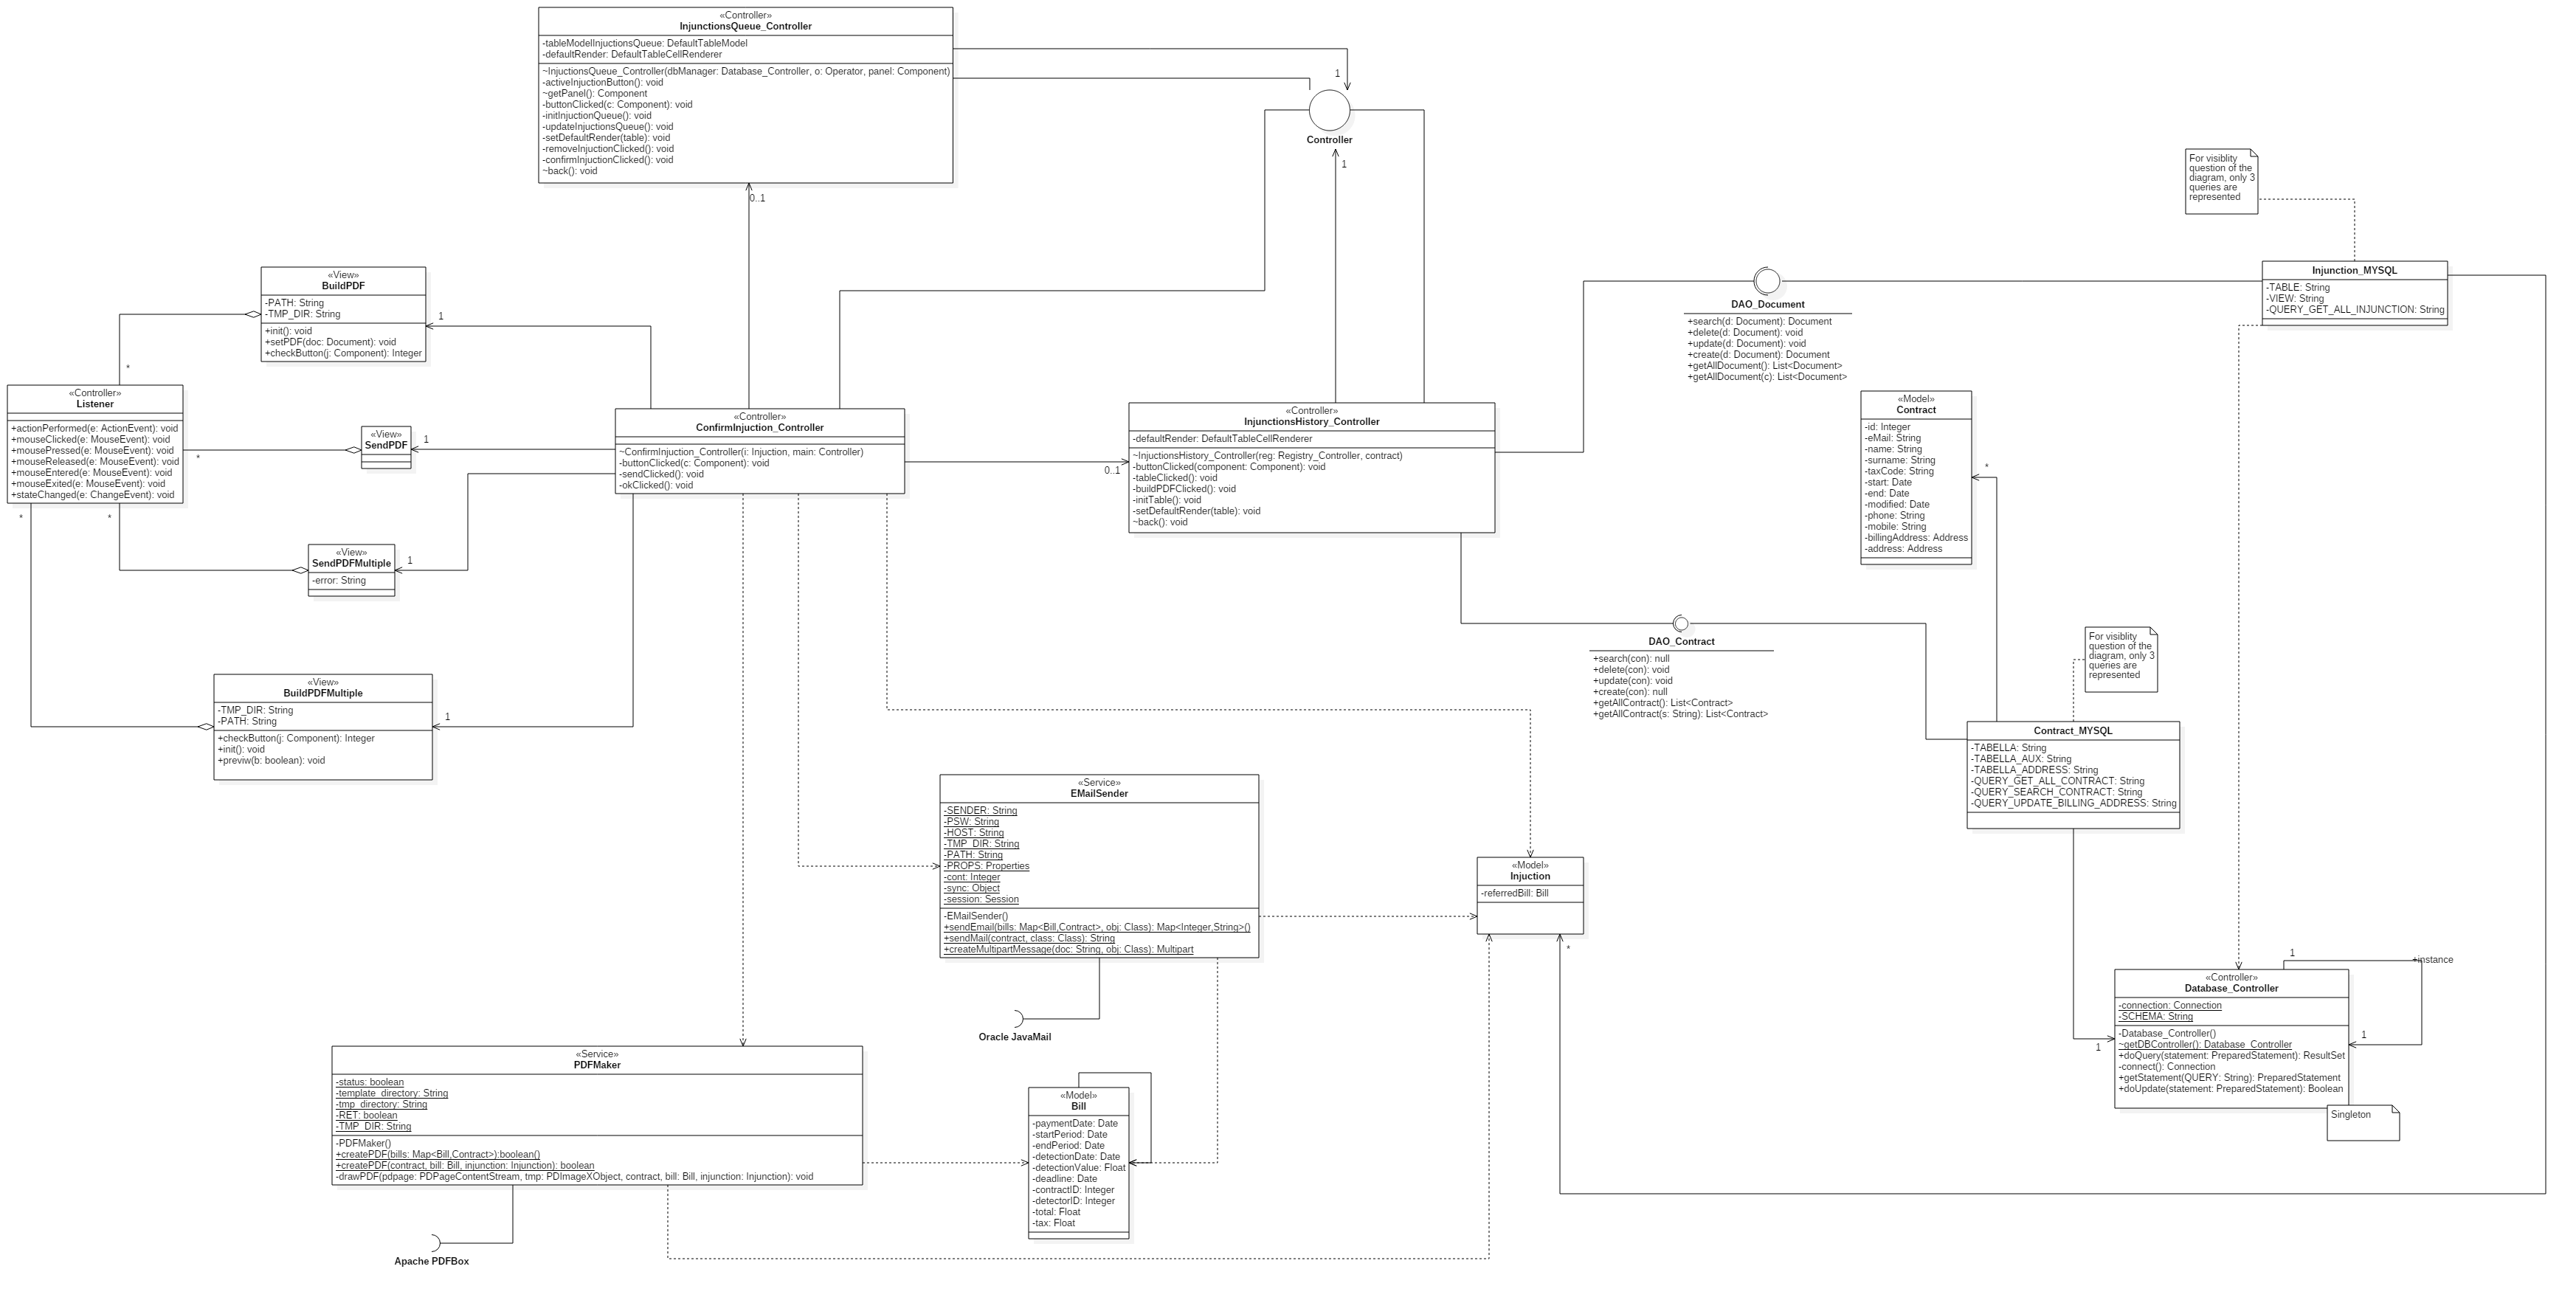 «Controller»
InjunctionsQueue_Controller
-tableModelInjuctionsQueue: DefaultTableModel
-defaultRender: DefaultTableCellRenderer
~InjuctionsQueue_Controller(dbManager: Database_Controller, o: Operator, panel: Component)
-activeInjuctionButton(): void
~getPanel(): Component
-buttonClicked(c: Component): void
-initInjuctionQueue(): void
-updateInjuctionsQueue(): void
-setDefaultRender(table): void
-removeInjuctionClicked(): void
-confirmInjuctionClicked(): void
~back(): void
1
Controller
1
0..1
For visiblity
question of the
diagram, only 3
queries are
represented
«View»
BuildPDF
-PATH: String
-TMP_DIR: String
+init(): void
+setPDF(doc: Document): void
+checkButton(j: Component): Integer
1
*
DAO_Document
+search(d: Document): Document
+delete(d: Document): void
+update(d: Document): void
+create(d: Document): Document
+getAllDocument(): List<Document>
+getAllDocument(c): List<Document>
Injunction_MYSQL
-TABLE: String
-VIEW: String
-QUERY_GET_ALL_INJUNCTION: String
«Controller»
Listener
+actionPerformed(e: ActionEvent): void
+mouseClicked(e: MouseEvent): void
+mousePressed(e: MouseEvent): void
+mouseReleased(e: MouseEvent): void
+mouseEntered(e: MouseEvent): void
+mouseExited(e: MouseEvent): void
+stateChanged(e: ChangeEvent): void
*
*
*
«View»
SendPDF
1
«Controller»
ConfirmInjuction_Controller
~ConfirmInjuction_Controller(i: Injuction, main: Controller)
-buttonClicked(c: Component): void
-sendClicked(): void
-okClicked(): void
0..1
«Controller»
InjunctionsHistory_Controller
-defaultRender: DefaultTableCellRenderer
~InjuctionsHistory_Controller(reg: Registry_Controller, contract)
-buttonClicked(component: Component): void
-tableClicked(): void
-buildPDFClicked(): void
-initTable(): void
-setDefaultRender(table): void
~back(): void
«Model»
Contract
-id: Integer
-eMail: String
-name: String
-surname: String
-taxCode: String
-start: Date
-end: Date
-modified: Date
-phone: String
-mobile: String
-billingAddress: Address
-address: Address
*
«View»
SendPDFMultiple
-error: String
1
DAO_Contract
+search(con): null
+delete(con): void
+update(con): void
+create(con): null
+getAllContract(): List<Contract>
+getAllContract(s: String): List<Contract>
For visiblity
question of the
diagram, only 3
queries are
represented
«View»
BuildPDFMultiple
-TMP_DIR: String
-PATH: String
+checkButton(j: Component): Integer
+init(): void
+previw(b: boolean): void
1
Contract_MYSQL
-TABELLA: String
-TABELLA_AUX: String
-TABELLA_ADDRESS: String
-QUERY_GET_ALL_CONTRACT: String
-QUERY_SEARCH_CONTRACT: String
-QUERY_UPDATE_BILLING_ADDRESS: String
«Service»
EMailSender
-SENDER: String
-PSW: String
-HOST: String
-TMP_DIR: String
-PATH: String
-PROPS: Properties
-cont: Integer
-sync: Object
-session: Session
-EMailSender()
+sendEmail(bills: Map<Bill,Contract>, obj: Class): Map<Integer,String>()
+sendMail(contract, class: Class): String
+createMultipartMessage(doc: String, obj: Class): Multipart
«Model»
Injuction
-referredBill: Bill
*
Oracle JavaMail
1
+instance
«Controller»
Database_Controller
-connection: Connection
-SCHEMA: String
-Database_Controller()
~getDBController(): Database_Controller
+doQuery(statement: PreparedStatement): ResultSet
-connect(): Connection
+getStatement(QUERY: String): PreparedStatement
+doUpdate(statement: PreparedStatement): Boolean
1
1
Singleton
«Service»
PDFMaker
-status: boolean
-template_directory: String
-tmp_directory: String
-RET: boolean
-TMP_DIR: String
-PDFMaker()
+createPDF(bills: Map<Bill,Contract>):boolean()
+createPDF(contract, bill: Bill, injunction: Injunction): boolean
-drawPDF(pdpage: PDPageContentStream, tmp: PDImageXObject, contract, bill: Bill, injunction: Injunction): void
«Model»
Bill
-paymentDate: Date
-startPeriod: Date
-endPeriod: Date
-detectionDate: Date
-detectionValue: Float
-deadline: Date
-contractID: Integer
-detectorID: Integer
-total: Float
-tax: Float
Apache PDFBox